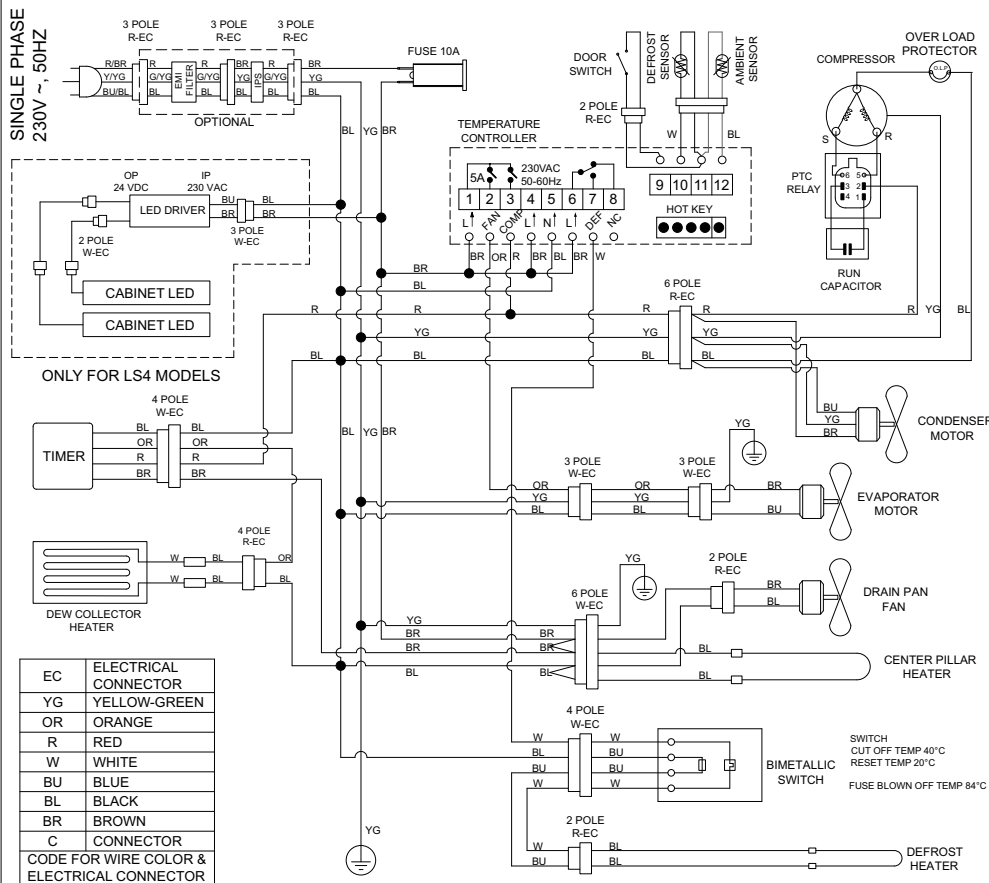 SINGLE PHASE
230V ~, 50HZ
3 POLE
R-EC
3 POLE
R-EC
3 POLE
R-EC
R/BR
R
BR
R
BR
Y/YG
G/YG
G/YG
YG
G/YG
YG
BU/BL
BL
BL
BL
BL
EMI
FILTER
IPS
OPTIONAL
FUSE 10A
BL
YG
BR
DOOR
SWITCH
DEFROST
SENSOR
AMBIENT
SENSOR
2 POLE
R-EC
W
BL
OVER LOAD
PROTECTOR
COMPRESSOR
O.L.P
S
R
PTC
RELAY
6 5
3 2
4 1
RUN
CAPACITOR
TEMPERATURE
CONTROLLER
5A
230VAC
50-60Hz
1 2 3 4 5 6 7 8
9 10 11 12
L
FAN
COMP
L
N
L
DEF
NC
HOT KEY
BR
OR
R
BR
BL
BR
W
OP
24 VDC
IP
230 VAC
LED DRIVER
BU
BL
BR
BR
3 POLE
W-EC
2 POLE
W-EC
CABINET LED
CABINET LED
ONLY FOR LS4 MODELS
BR
BL
R
R
YG
BL
BL
6 POLE
R-EC
R
R
YG
YG
BL
BL
R
YG
BL
BU
YG
BR
CONDENSER
MOTOR
4 POLE
W-EC
TIMER
BL
BL
OR
OR
R
R
BR
BR
BL
YG
BR
YG
3 POLE
W-EC
3 POLE
W-EC
OR
OR
BR
YG
YG
BL
BL
BU
EVAPORATOR
MOTOR
4 POLE
R-EC
W
BL
OR
W
BL
BL
DEW COLLECTOR
HEATER
YG
6 POLE
W-EC
2 POLE
R-EC
YG
BR
BR
BR
BR
BL
BL
BR
BL
DRAIN PAN
FAN
BL
BL
CENTER PILLAR
HEATER
4 POLE
W-EC
W
W
BL
BU
BU
BU
W
W
BIMETALLIC
SWITCH
SWITCH
CUT OFF TEMP 40°C
RESET TEMP 20°C
FUSE BLOWN OFF TEMP 84°C
2 POLE
R-EC
W
BL
BU
BL
DEFROST
HEATER
YG
EC ELECTRICAL
CONNECTOR
YG YELLOW-GREEN
OR ORANGE
R RED
W WHITE
BU BLUE
BL BLACK
BR BROWN
C CONNECTOR
CODE FOR WIRE COLOR &
ELECTRICAL CONNECTOR